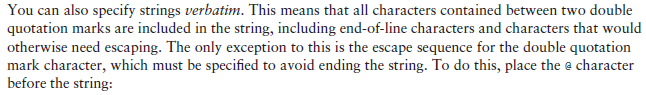 You can also specify strings verbatim. This means that all characters contained between two double
quotation marks are included in the string, including end-of-line characters and characters that would
otherwise need escaping. The only exception to this is the escape sequence for the double quotation
mark character, which must be specified to avoid ending the string. To do this, place the @ character
before the string: